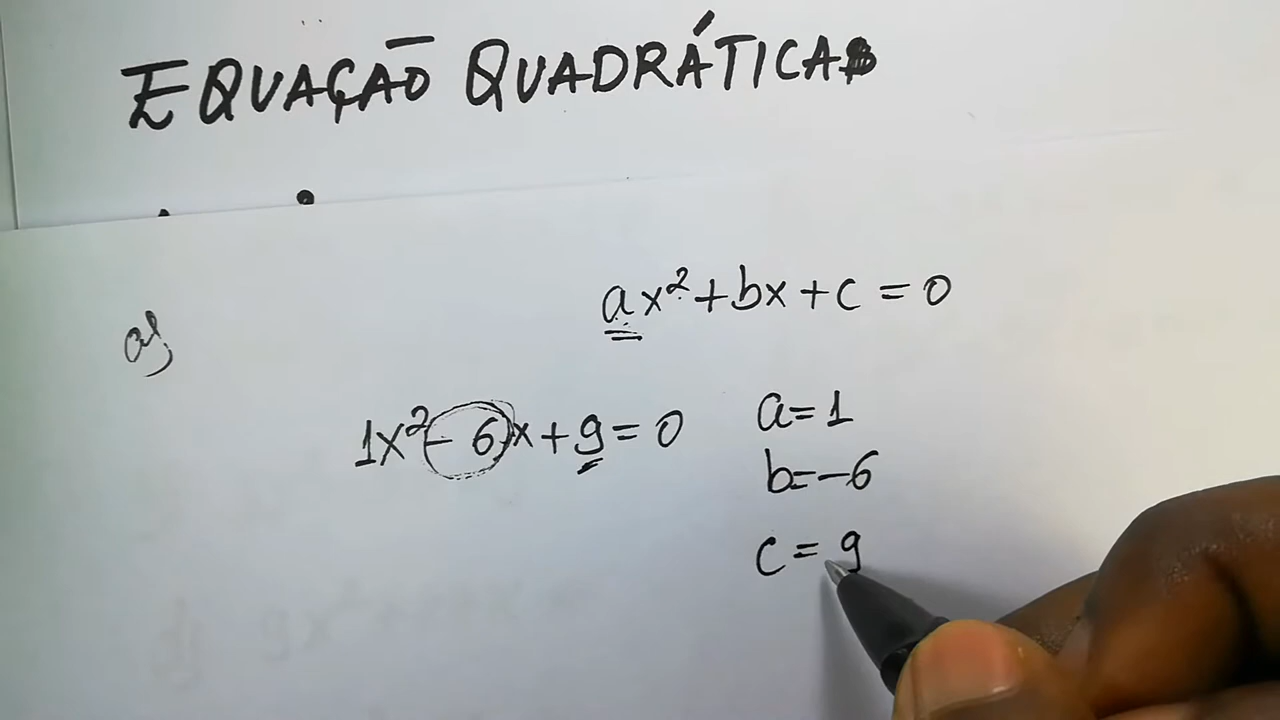 EQUAÇÃO QUADRÁTICAS
a)
ax² + bx + c = 0
1x² - 6x + 9 = 0
a = 1
b = -6
c = 9